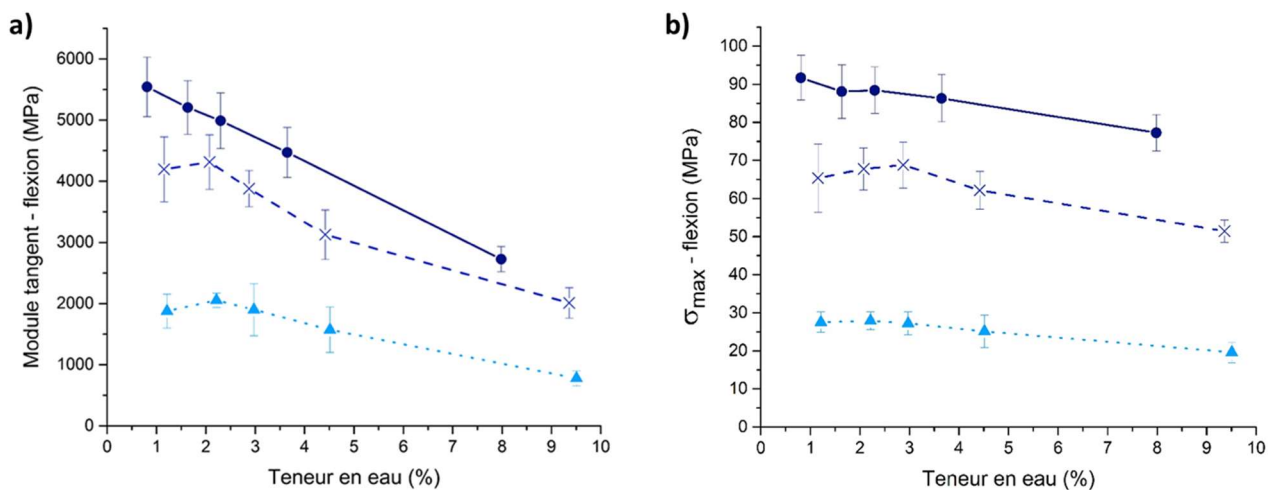 a)
Module tangent - flexion (MPa)
6000
5000
4000
3000
2000
1000
0
0 1 2 3 4 5 6 7 8 9 10
Teneur en eau (%)
b)
σmax - flexion (MPa)
100
90
80
70
60
50
40
30
20
10
0
0 1 2 3 4 5 6 7 8 9 10
Teneur en eau (%)